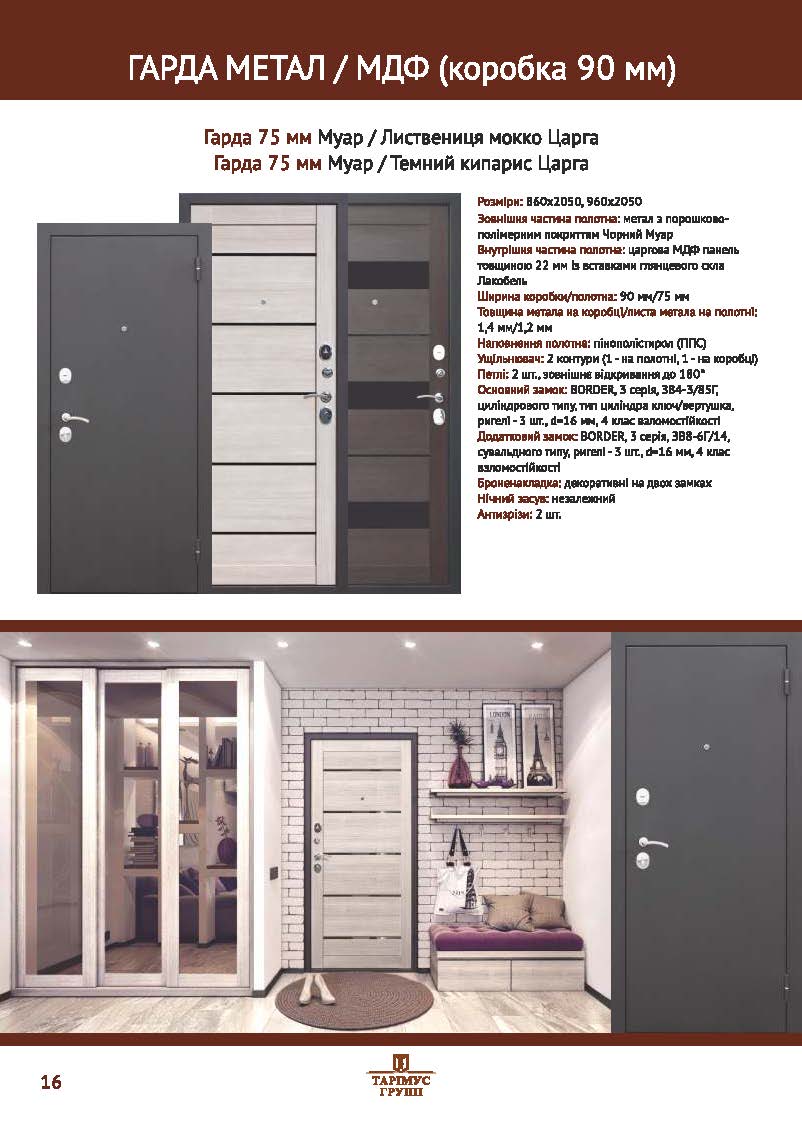 ГАРДА МЕТАЛ / МДФ (коробка 90 мм)
Гарда 75 мм Муар / Листвениця мокко Царга
Гарда 75 мм Муар / Темний кипарис Царга
Розміри: 860х2050, 960х2050
Зовнішня частина полотна: метал з порошково-
полімерним покриттям Чорний Муар
Внутрішня частина полотна: царгова МДФ панель
товщиною 22 мм із вставками глянцевого скла
Лакобель
Ширина коробки/полотна: 90 мм/75 мм
Товщина метала на коробці/листа метала на полотні:
1,4 мм/1,2 мм
Наповнення полотна: пінополістирол (ППС)
Ущільнювач: 2 контури (1 - на полотні, 1 - на коробці)
Петлі: 2 шт., зовнішнє відкривання до 180°
Основний замок: BORDER, 3 серія, ЗВ4-3/85Г,
циліндрового типу, тип циліндра ключ/вертушка,
ригелі - 3 шт., d=16 мм, 4 клас взломостійкості
Додатковий замок: BORDER, 3 серія, ЗВ8-6Г/14,
сувальдного типу, ригелі - 3 шт., d=16 мм, 4 клас
взломостійкості
Броненакладка: декоративні на двох замках
Нічний засув: незалежний
Антизрізи: 2 шт.
LONDON
16
ТАРІМУС
ГРУПП